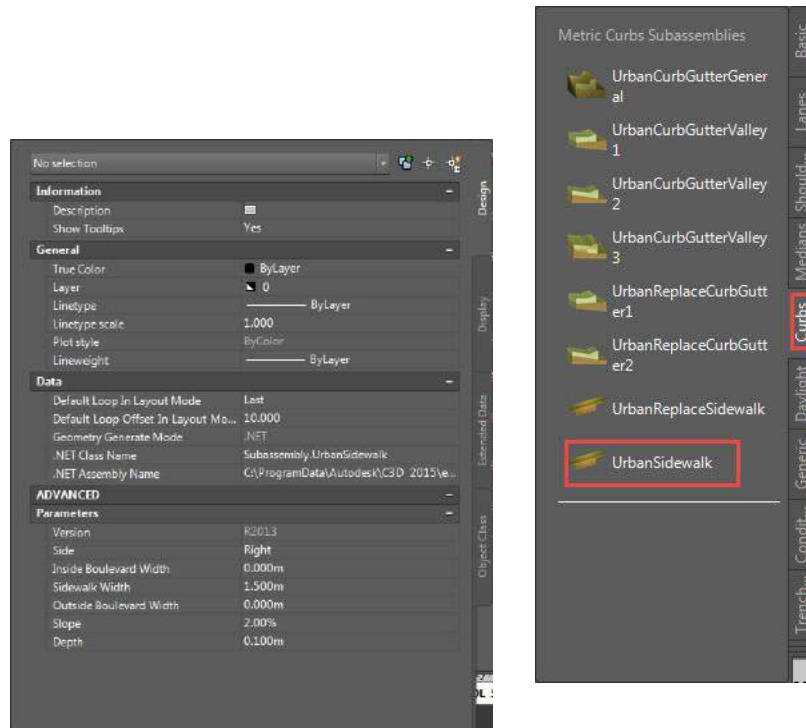 No selection
Information
Description
Show Tooltips Yes
General
True Color ByLayer
Layer 0
Linetype ByLayer
Linetype scale 1.000
Plot style ByColor
Lineweight ByLayer
Data
Default Loop In Layout Mode Last
Default Loop Offset In Layout Mo... 10.000
Geometry Generate Mode .NET
.NET Class Name Subassembly.UrbanSidewalk
.NET Assembly Name C:\ProgramData\Autodesk\C3D 2015\e...
ADVANCED
Parameters
Version R2013
Side Right
Inside Boulevard Width 0.000m
Sidewalk Width 1.500m
Outside Boulevard Width 0.000m
Slope 2.00%
Depth 0.100m
Design
Display
Extended Data
Object Class
Metric Curbs Subassemblies
UrbanCurbGutterGener
al
UrbanCurbGutterValley
1
UrbanCurbGutterValley
2
UrbanCurbGutterValley
3
UrbanReplaceCurbGutt
er1
UrbanReplaceCurbGutt
er2
UrbanReplaceSidewalk
UrbanSidewalk
Basic
Lanes
Should...
Medians
Curbs
Daylight
Generic
Condit...
Trench...